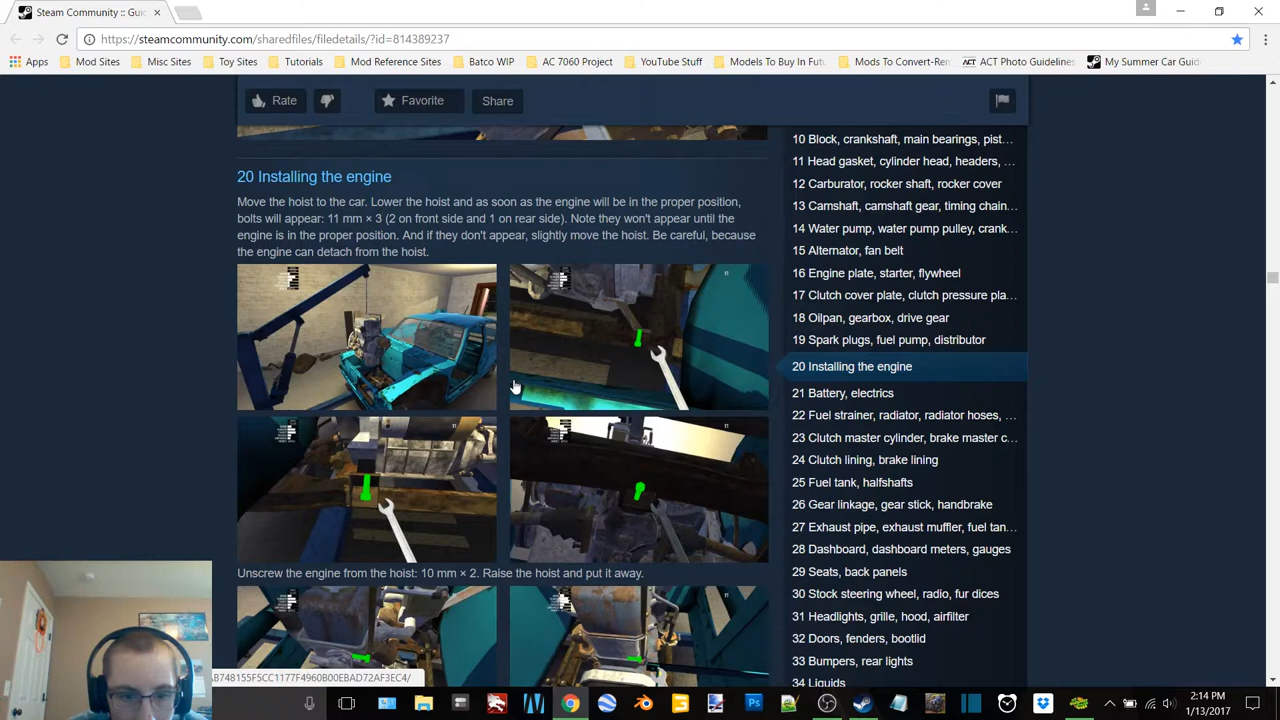 Steam Community :: Guid
https://steamcommunity.com/sharedfiles/filedetails/?id=814389237
Apps
Mod Sites
Misc Sites
Toy Sites
Tutorials
Mod Reference Sites
Batco WIP
AC 7060 Project
YouTube Stuff
Models To Buy In Futu
Mods To Convert-Rem
ACT Photo Guidelines
My Summer Car Guid
Rate
Favorite
Share
20 Installing the engine
Move the hoist to the car. Lower the hoist and as soon as the engine will be in the proper position,
bolts will appear: 11 mm × 3 (2 on front side and 1 on rear side). Note they won't appear until the
engine is in the proper position. And if they don't appear, slightly move the hoist. Be careful, because
the engine can detach from the hoist.
Unscrew the engine from the hoist: 10 mm × 2. Raise the hoist and put it away.
10 Block, crankshaft, main bearings, pist...
11 Head gasket, cylinder head, headers, ...
12 Carburator, rocker shaft, rocker cover
13 Camshaft, camshaft gear, timing chain...
14 Water pump, water pump pulley, crank...
15 Alternator, fan belt
16 Engine plate, starter, flywheel
17 Clutch cover plate, clutch pressure pla...
18 Oilpan, gearbox, drive gear
19 Spark plugs, fuel pump, distributor
20 Installing the engine
21 Battery, electrics
22 Fuel strainer, radiator, radiator hoses, ...
23 Clutch master cylinder, brake master c...
24 Clutch lining, brake lining
25 Fuel tank, halfshafts
26 Gear linkage, gear stick, handbrake
27 Exhaust pipe, exhaust muffler, fuel tan...
28 Dashboard, dashboard meters, gauges
29 Seats, back panels
30 Stock steering wheel, radio, fur dices
31 Headlights, grille, hood, airfilter
32 Doors, fenders, bootlid
33 Bumpers, rear lights
34 Liquids
AB748155F5CC1177F4960B00EBAD72AF3EC4/
2:14 PM
1/13/2017